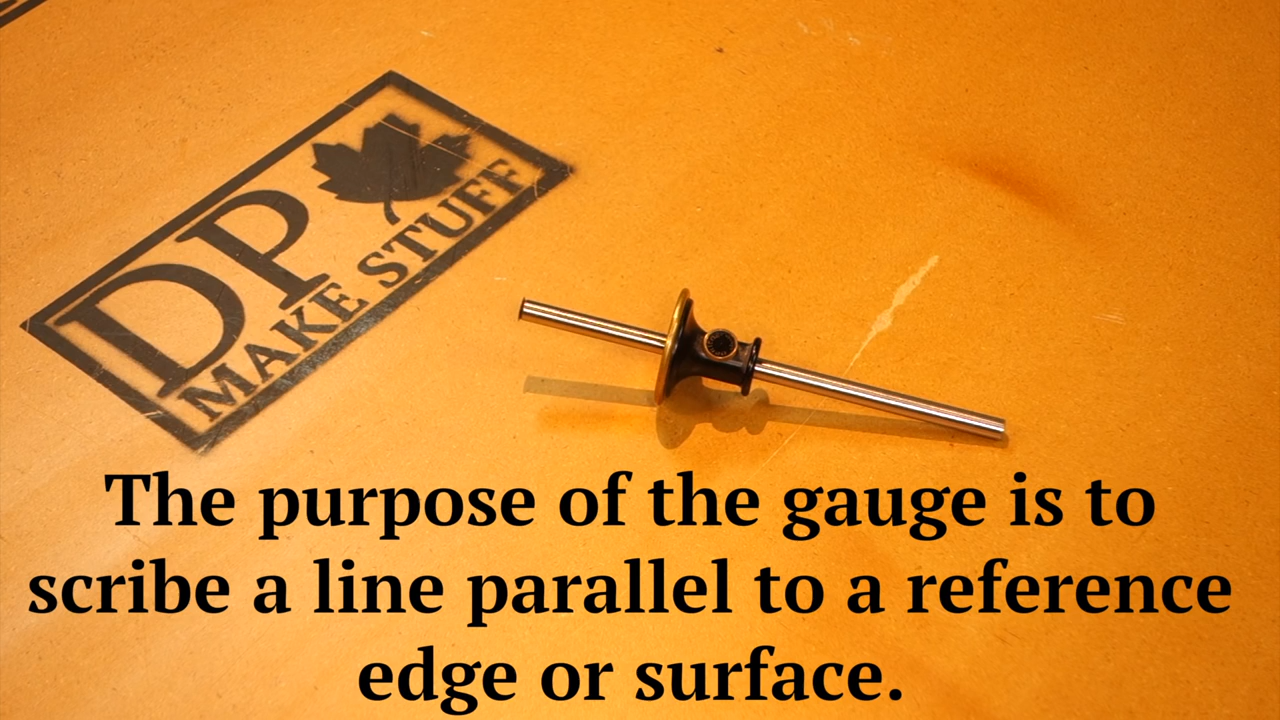 DP
MAKE STUFF
The purpose of the gauge is to
scribe a line parallel to a reference
edge or surface.